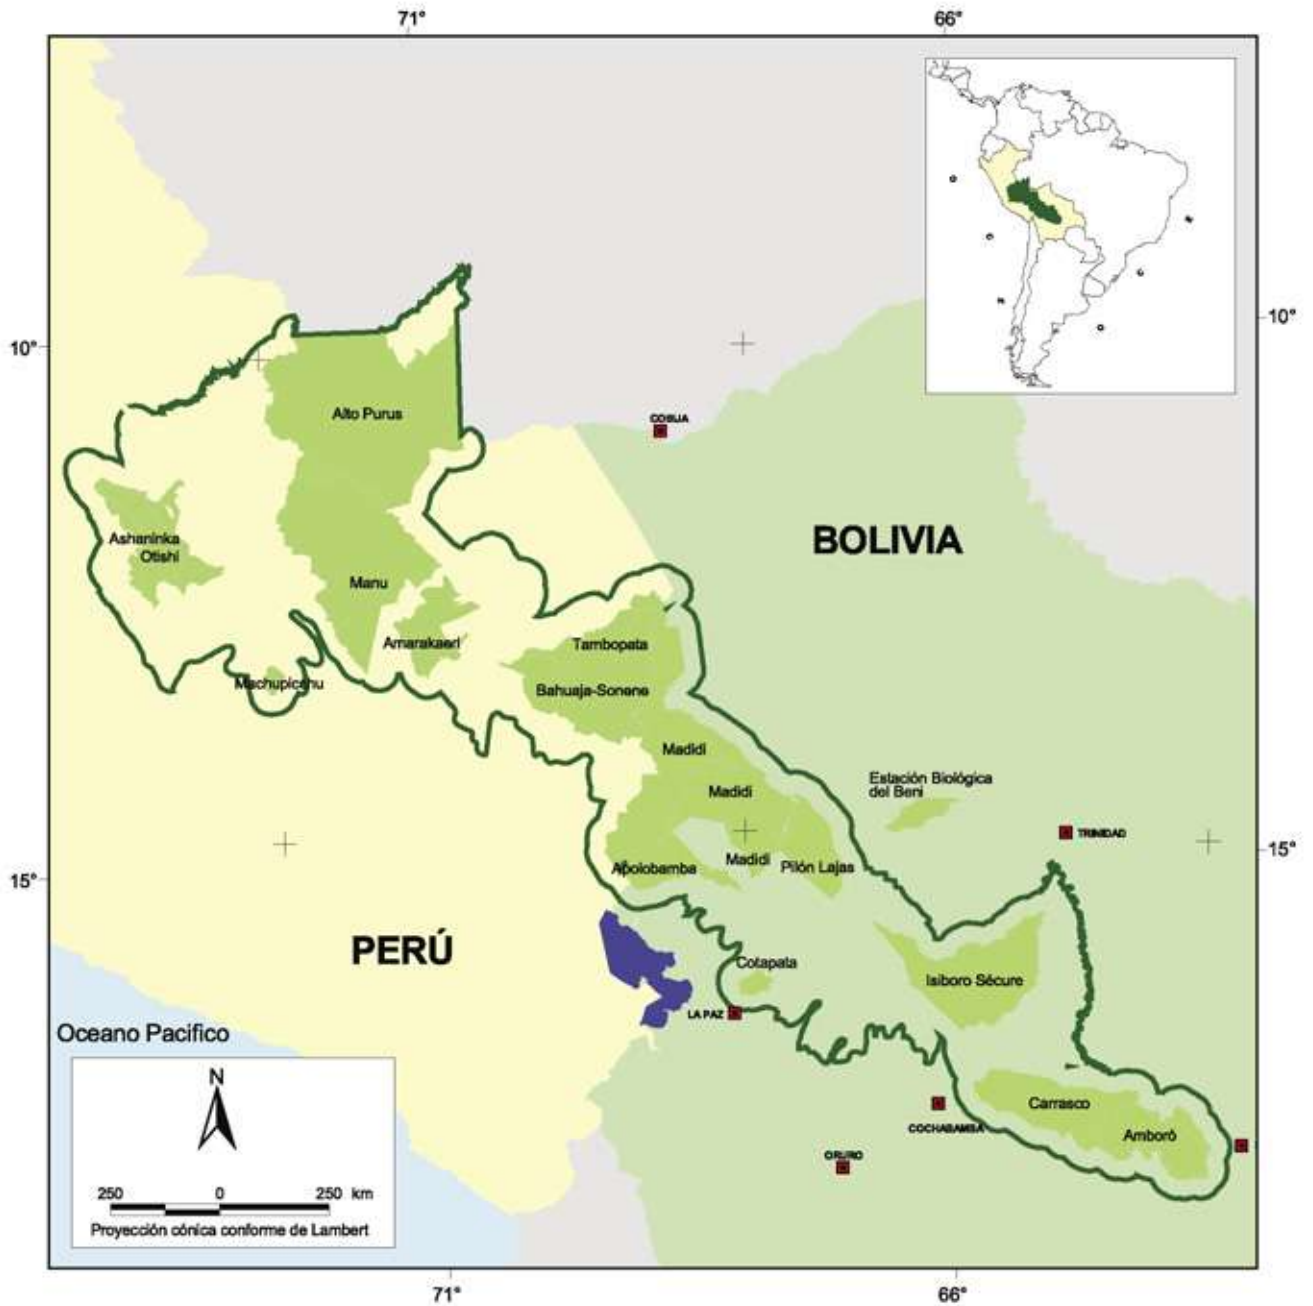 71°
66°
10°
10°
COBIJA
Alto Purus
BOLIVIA
Ashaninka
Otishi
Manu
Amarakaeri
Tambopata
Machupicchu
Bahuaja-Sonene
Madidi
Estación Biológica
del Beni
Madidi
TRINIDAD
15°
Madidi
Pilón Lajas
Apolobamba
15°
PERÚ
Cotapata
Isiboro Sécure
LA PAZ
Oceano Pacifico
N
Carrasco
COCHABAMBA
Amboró
ORURO
250 0 250 km
Proyección cónica conforme de Lambert
71°
66°